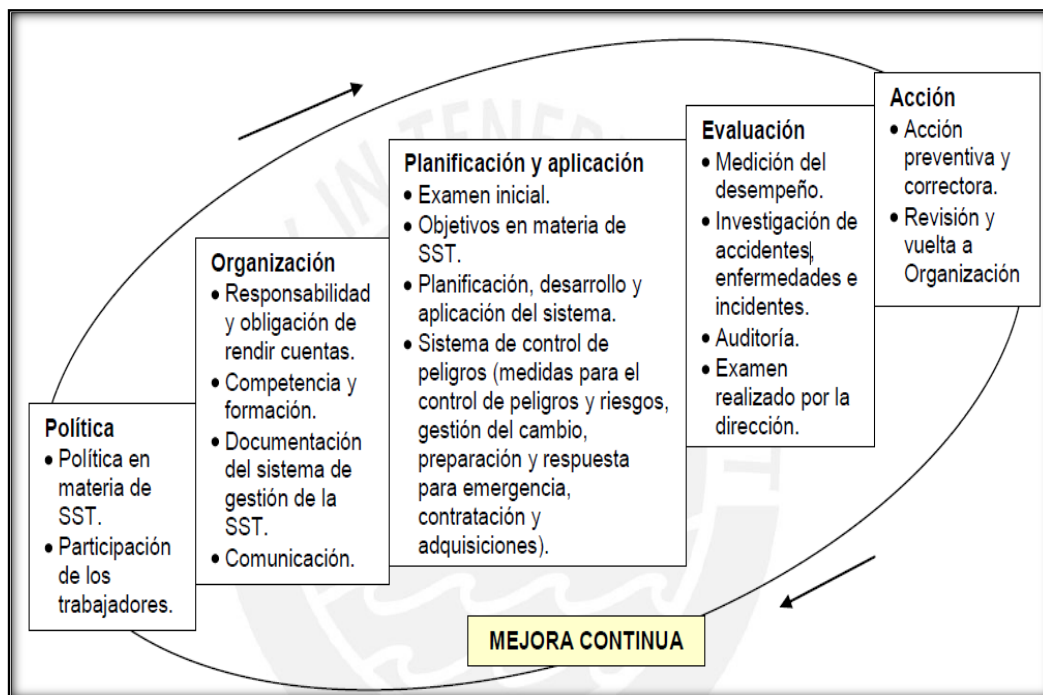 Política
• Política en
materia de
SST.
• Participación
de los
trabajadores.
Organización
• Responsabilidad
y obligación de
rendir cuentas.
• Competencia y
formación.
• Documentación
del sistema de
gestión de la
SST.
• Comunicación.
Planificación y aplicación
• Examen inicial.
• Objetivos en materia de
SST.
• Planificación, desarrollo y
aplicación del sistema.
• Sistema de control de
peligros (medidas para el
control de peligros y riesgos,
gestión del cambio,
preparación y respuesta
para emergencia,
contratación y
adquisiciones).
Evaluación
• Medición del
desempeño.
• Investigación de
accidentes,
enfermedades e
incidentes.
• Auditoría.
• Examen
realizado por la
dirección.
Acción
• Acción
preventiva y
correctora.
• Revisión y
vuelta a
Organización
MEJORA CONTINUA
IN TENEB